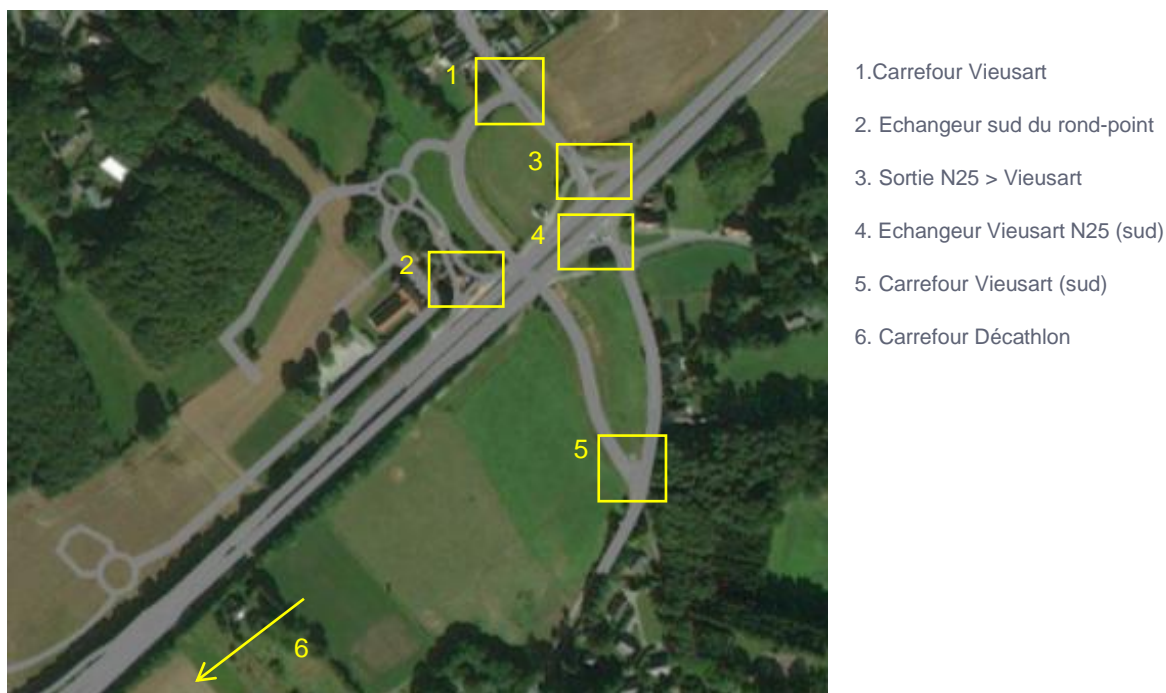 1
2
3
4
5
6
1.Carrefour Vieusart
2. Echangeur sud du rond-point
3. Sortie N25 > Vieusart
4. Echangeur Vieusart N25 (sud)
5. Carrefour Vieusart (sud)
6. Carrefour Décathlon